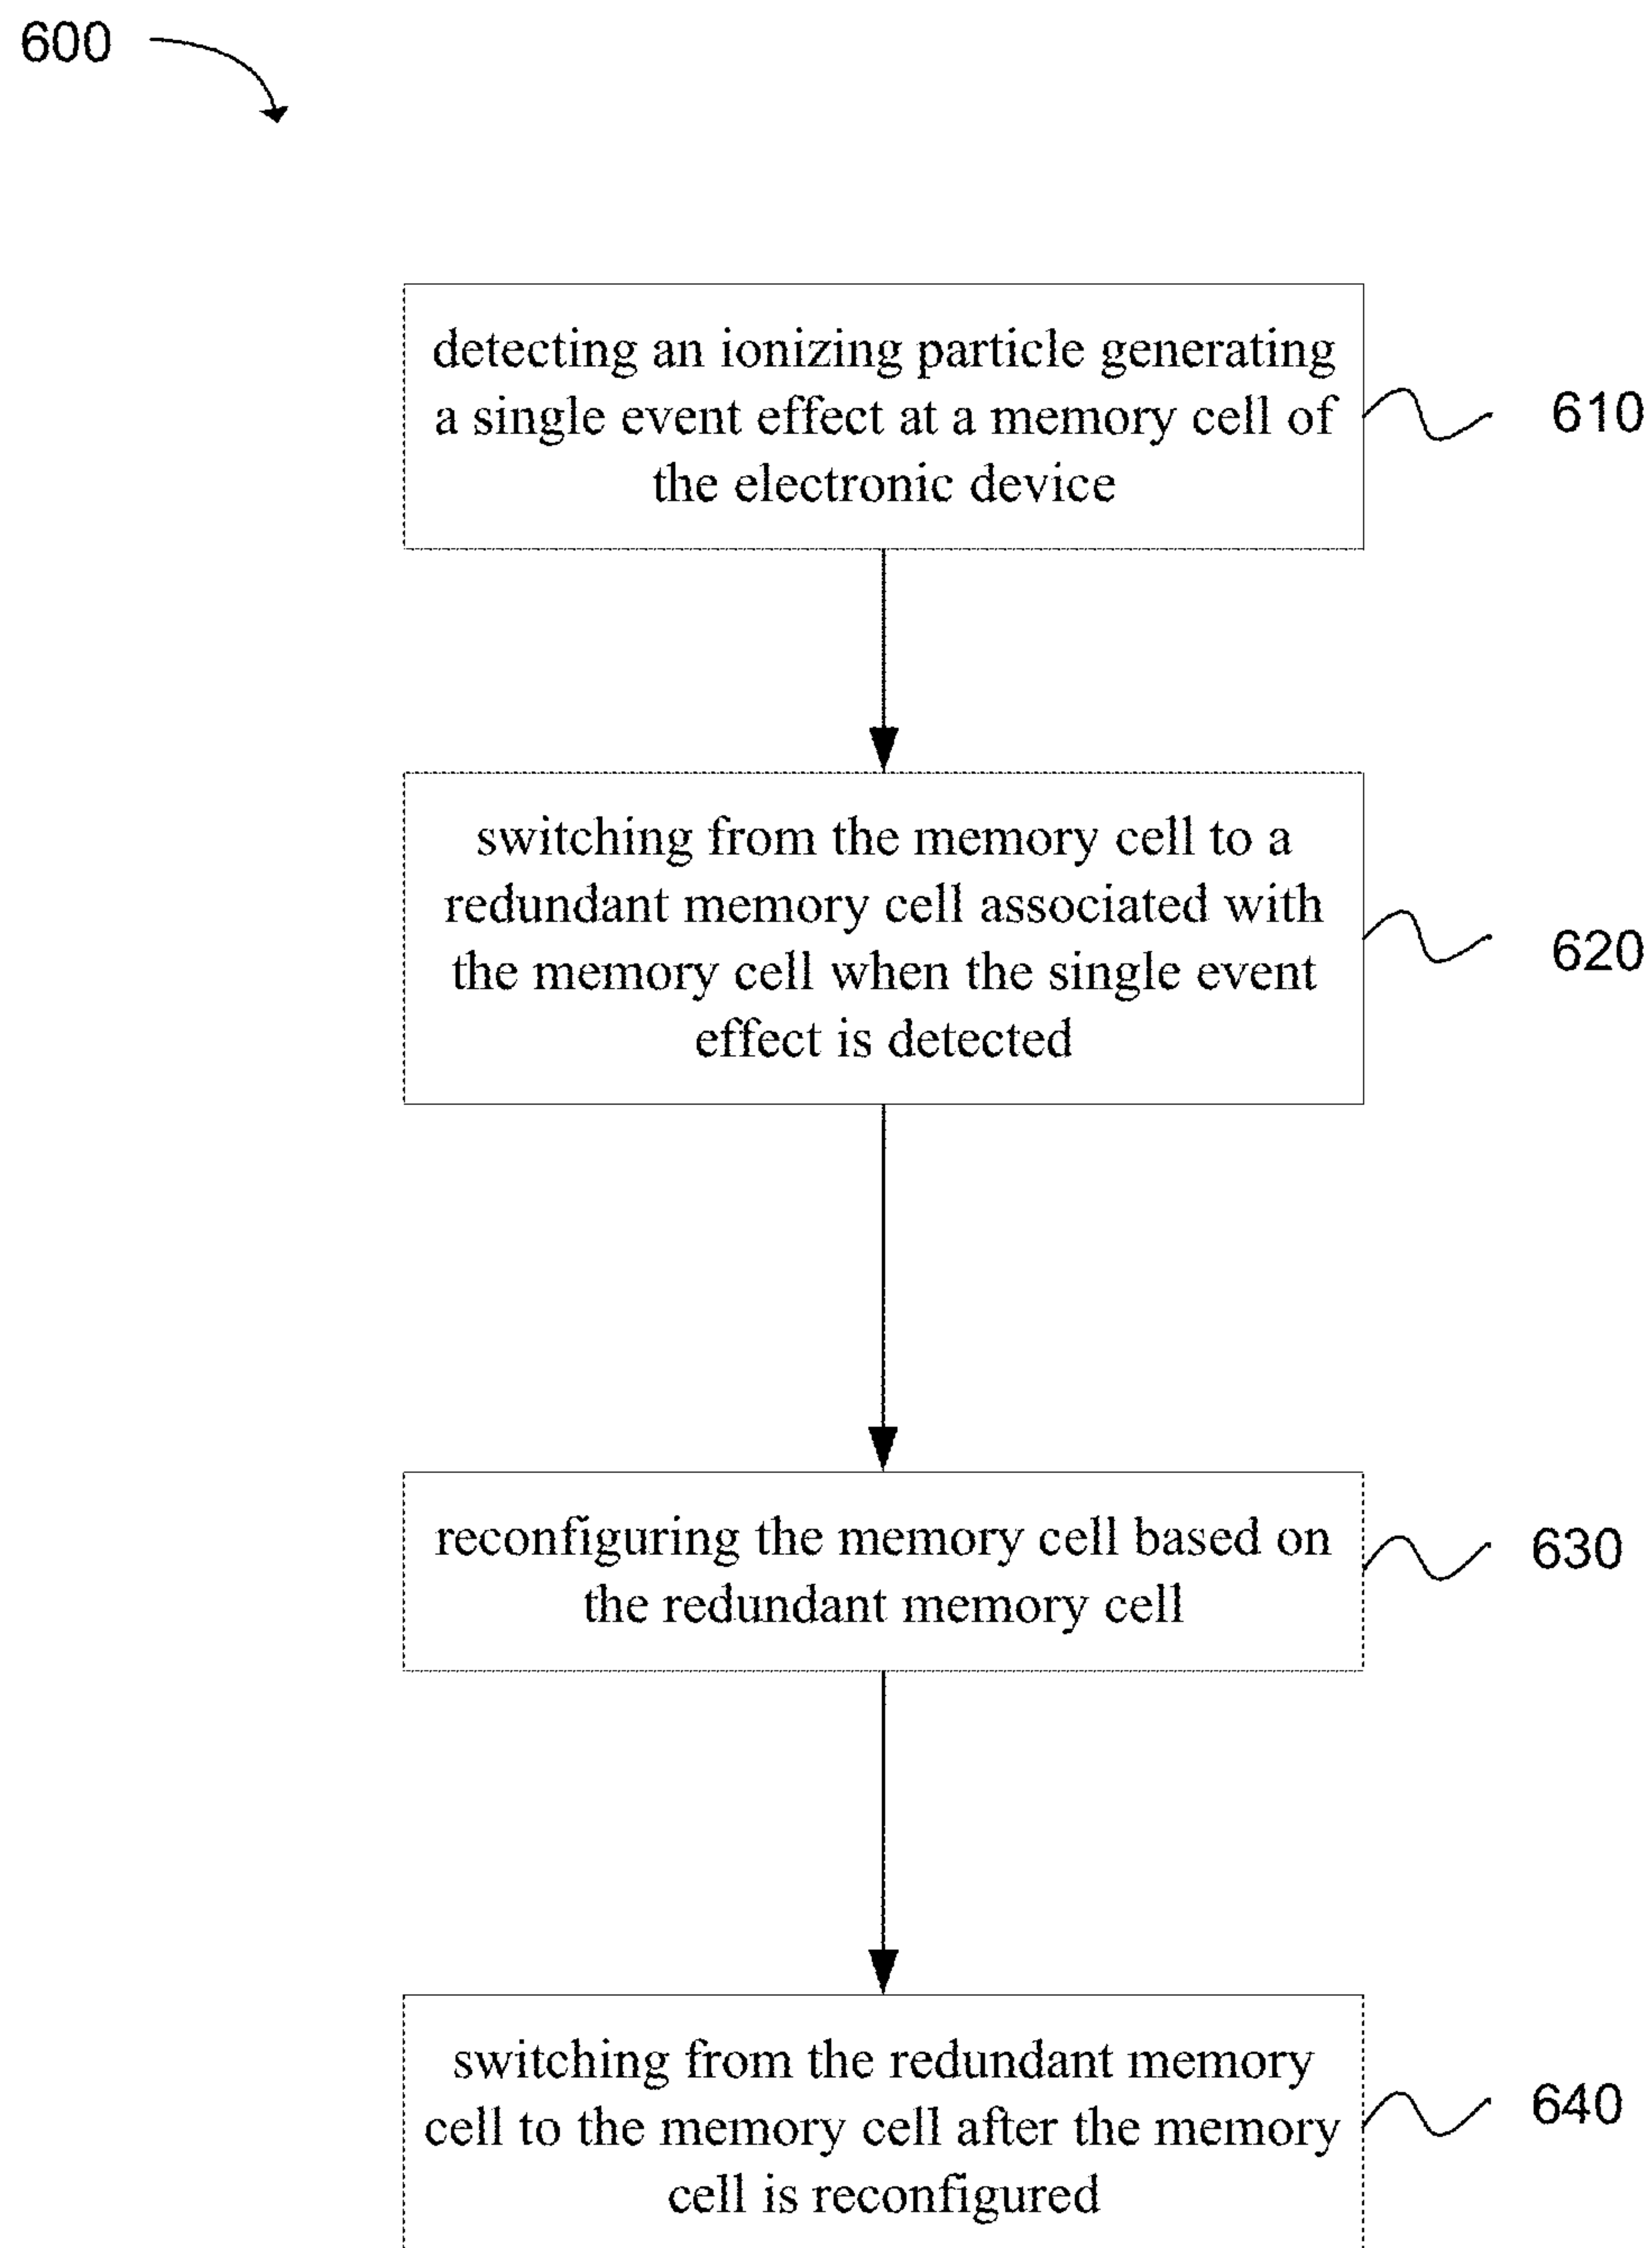 600
detecting an ionizing particle generating
a single event effect at a memory cell of
the electronic device
610
switching from the memory cell to a
redundant memory cell associated with
the memory cell when the single event
effect is detected
620
reconfiguring the memory cell based on
the redundant memory cell
630
switching from the redundant memory
cell to the memory cell after the memory
cell is reconfigured
640